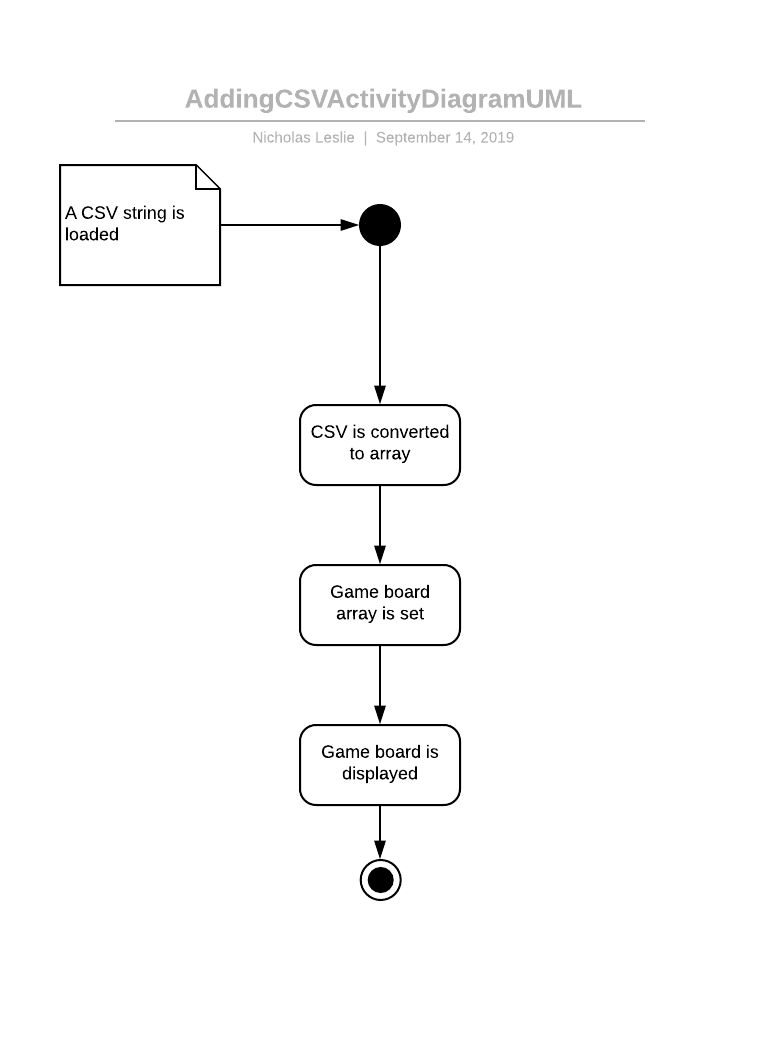 AddingCSVActivityDiagramUML
Nicholas Leslie | September 14, 2019
A CSV string is
loaded
CSV is converted
to array
Game board
array is set
Game board is
displayed